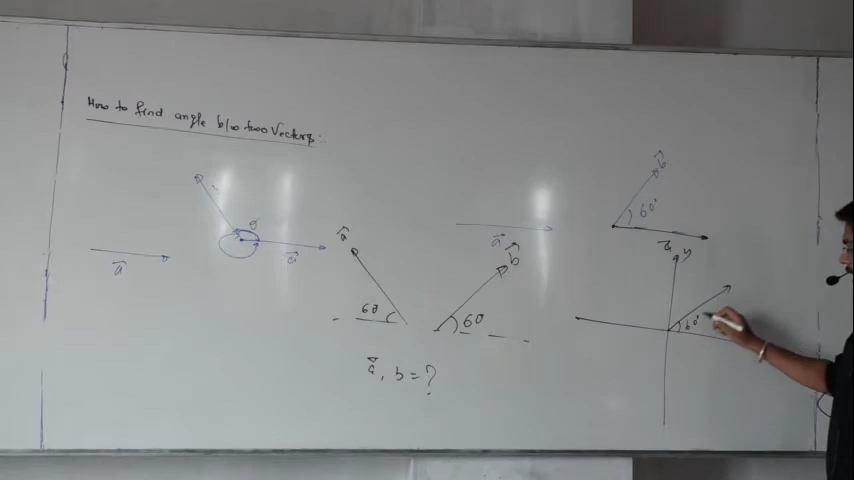 How to find angle b/w two Vectors:
θ
a
a
a
60
a
b
60
a, b = ?
b
60°
a
y
60°